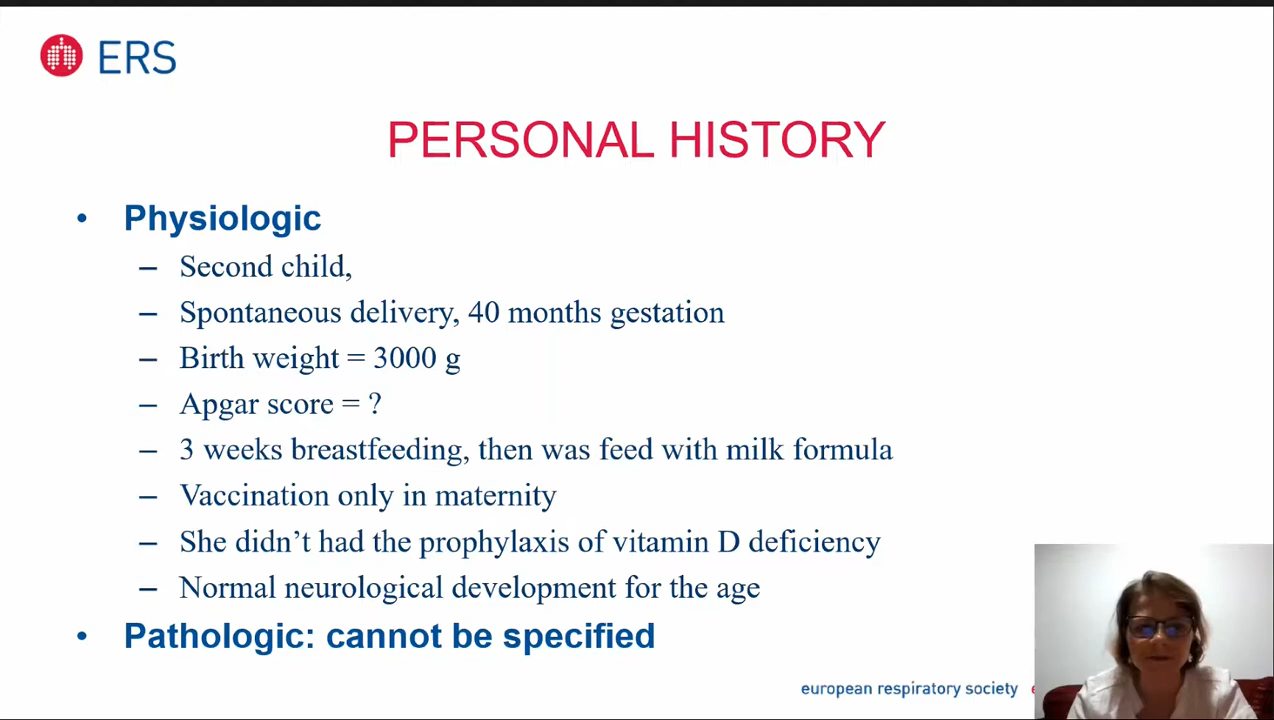 ERS
PERSONAL HISTORY
• Physiologic
– Second child,
– Spontaneous delivery, 40 months gestation
– Birth weight = 3000 g
– Apgar score = ?
– 3 weeks breastfeeding, then was feed with milk formula
– Vaccination only in maternity
– She didn’t had the prophylaxis of vitamin D deficiency
– Normal neurological development for the age
• Pathologic: cannot be specified
european respiratory society